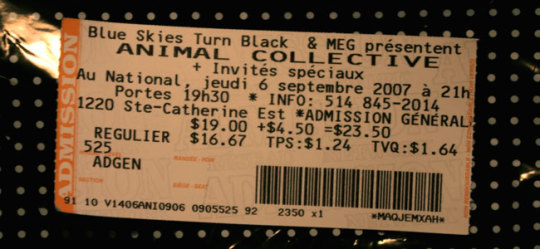 ADMISSION
Blue Skies Turn Black & MEG présentent
ANIMAL COLLECTIVE
+ Invités spéciaux
Au National, jeudi 6 septembre 2007 à 21h
Portes 19h30 * INFO: 514 845-2014
1220 Ste-Catherine Est *ADMISSION GÉNÉRAL
$19.00 +$4.50 =$23.50
REGULIER $16.67 TPS:$1.24 TVQ:$1.64
525
ADGEN
SECTION
91 10 V1406ANI0906 0905525 92 2350 x1 *MAQJEMXAH*